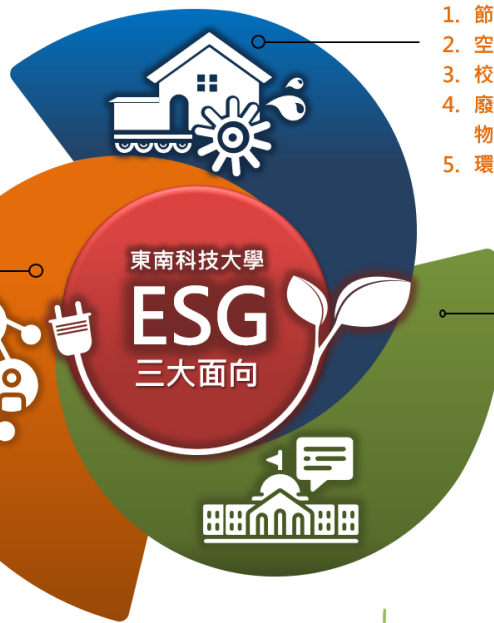 1. 節
2. 空
3. 校
4. 廢
物
5. 環
東南科技大學
ESG
三大面向